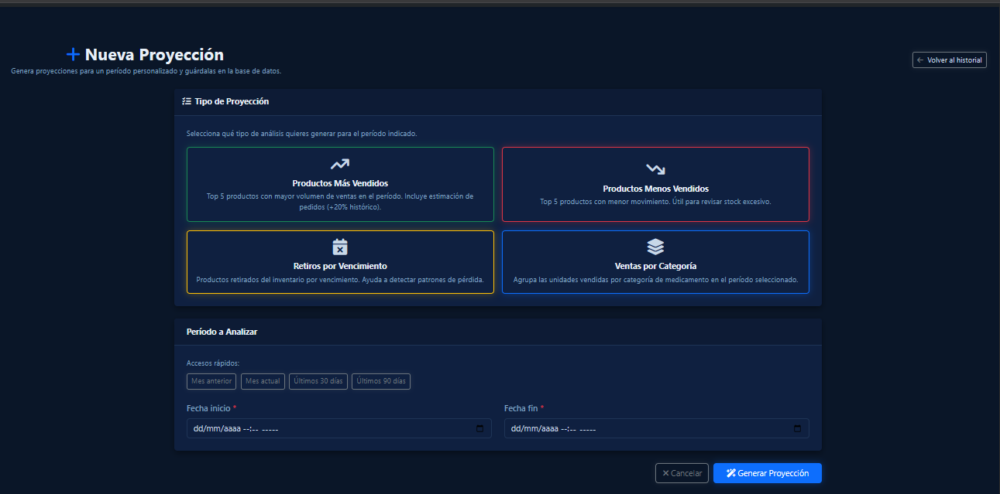 Nueva Proyección
Genera proyecciones para un período personalizado y guárdalas en la base de datos.
Volver al historial
Tipo de Proyección
Selecciona qué tipo de análisis quieres generar para el período indicado.
Productos Más Vendidos
Top 5 productos con mayor volumen de ventas en el período. Incluye estimación de
pedidos (+20% histórico).
Productos Menos Vendidos
Top 5 productos con menor movimiento. Útil para revisar stock excesivo.
Retiros por Vencimiento
Productos retirados del inventario por vencimiento. Ayuda a detectar patrones de pérdida.
Ventas por Categoría
Agrupa las unidades vendidas por categoría de medicamento en el período seleccionado.
Período a Analizar
Accesos rápidos:
Mes anterior
Mes actual
Últimos 30 días
Últimos 90 días
Fecha inicio *
Fecha fin *
dd/mm/aaaa --:-- -----
dd/mm/aaaa --:-- -----
Cancelar
Generar Proyección